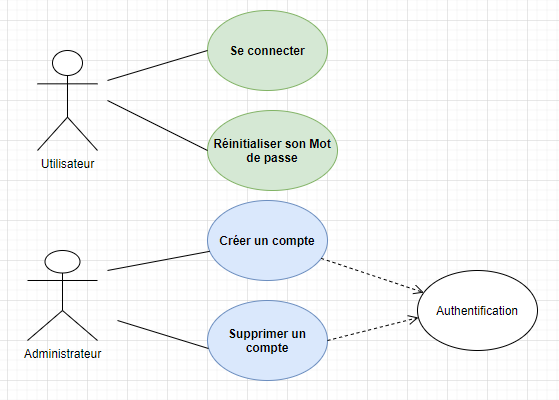 Se connecter
Utilisateur
Réinitialiser son Mot
de passe
Créer un compte
Administrateur
Supprimer un
compte
Authentification